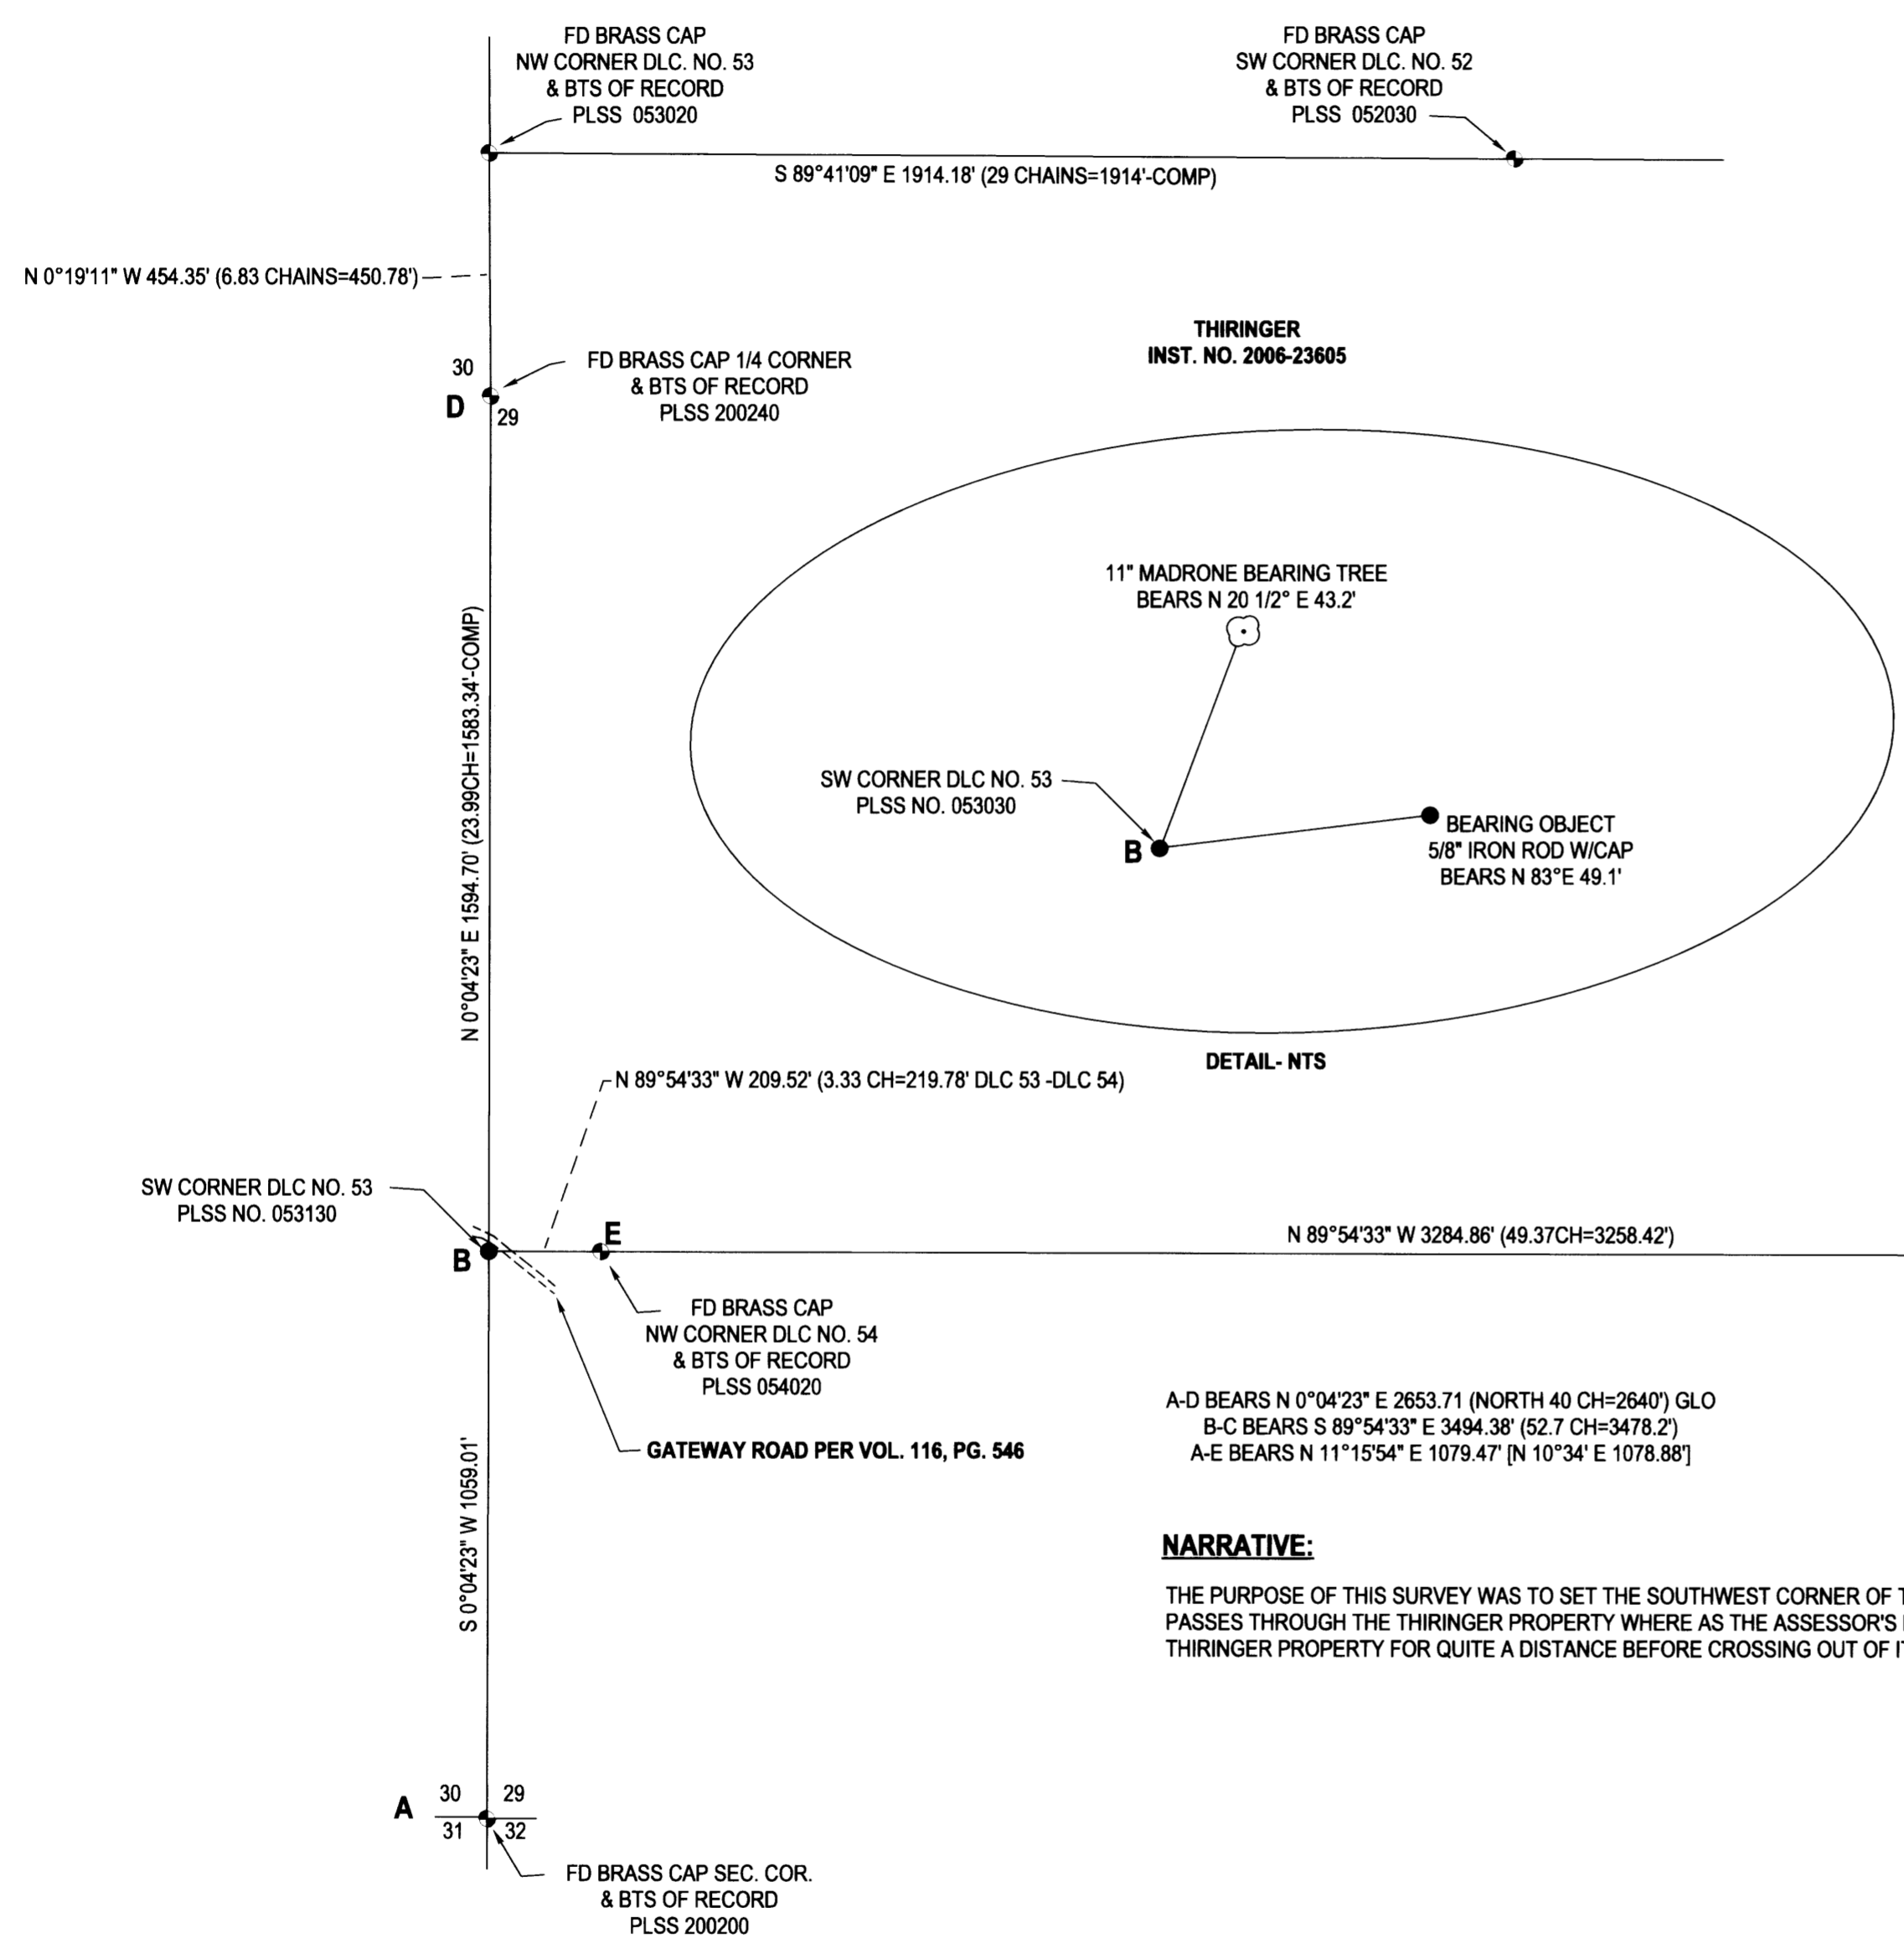 FD BRASS CAP
NW CORNER DLC. NO. 53
& BTS OF RECORD
PLSS 053020
FD BRASS CAP
SW CORNER DLC. NO. 52
& BTS OF RECORD
PLSS 052030
S 89°41'09" E 1914.18' (29 CHAINS=1914'-COMP)
N 0°19'11" W 454.35' (6.83 CHAINS=450.78')
THIRINGER
INST. NO. 2006-23605
30
D
29
FD BRASS CAP 1/4 CORNER
& BTS OF RECORD
PLSS 200240
11" MADRONE BEARING TREE
BEARS N 20 1/2° E 43.2'
SW CORNER DLC NO. 53
PLSS NO. 053030
B
BEARING OBJECT
5/8" IRON ROD W/CAP
BEARS N 83°E 49.1'
N 0°04'23" E 1594.70' (23.99CH=1583.34'-COMP)
DETAIL- NTS
N 89°54'33" W 209.52' (3.33 CH=219.78' DLC 53 -DLC 54)
SW CORNER DLC NO. 53
PLSS NO. 053130
B
E
N 89°54'33" W 3284.86' (49.37CH=3258.42')
FD BRASS CAP
NW CORNER DLC NO. 54
& BTS OF RECORD
PLSS 054020
GATEWAY ROAD PER VOL. 116, PG. 546
A-D BEARS N 0°04'23" E 2653.71 (NORTH 40 CH=2640') GLO
B-C BEARS S 89°54'33" E 3494.38' (52.7 CH=3478.2')
A-E BEARS N 11°15'54" E 1079.47' [N 10°34' E 1078.88']
S 0°04'23" W 1059.01'
NARRATIVE:
THE PURPOSE OF THIS SURVEY WAS TO SET THE SOUTHWEST CORNER OF
PASSES THROUGH THE THIRINGER PROPERTY WHERE AS THE ASSESSOR'S
THIRINGER PROPERTY FOR QUITE A DISTANCE BEFORE CROSSING OUT OF
A
30 29
31 32
FD BRASS CAP SEC. COR.
& BTS OF RECORD
PLSS 200200